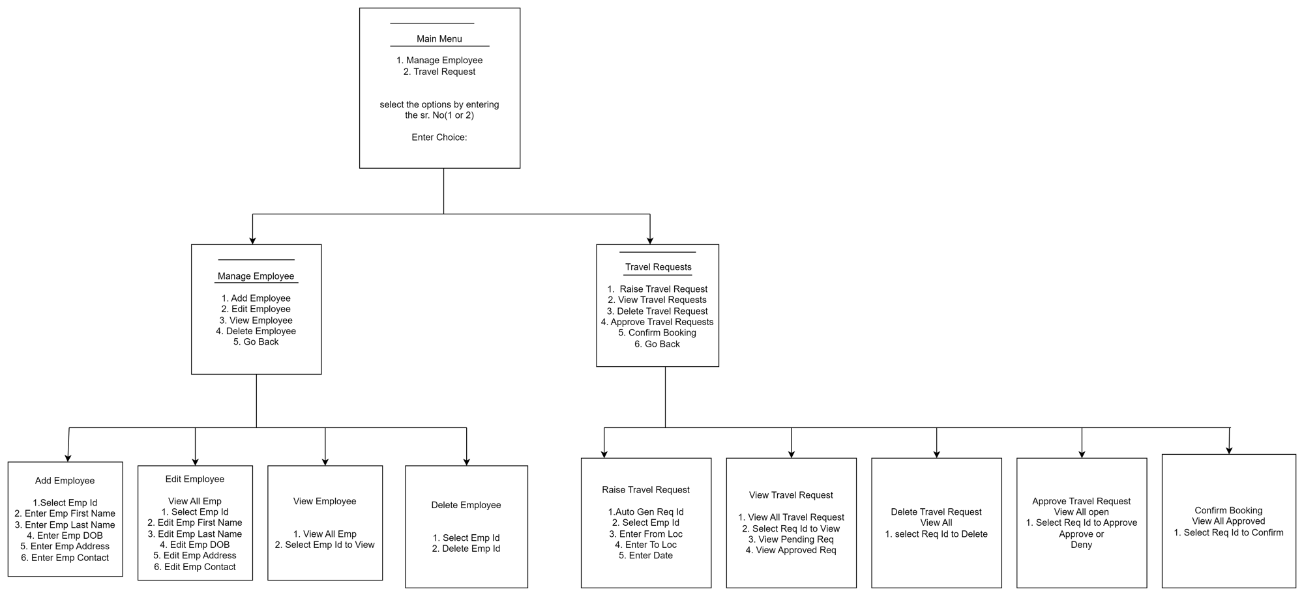 Main Menu
1. Manage Employee
2. Travel Request
select the options by entering
the sr. No(1 or 2)
Enter Choice:
Manage Employee
1. Add Employee
2. Edit Employee
3. View Employee
4. Delete Employee
5. Go Back
Travel Requests
1. Raise Travel Request
2. View Travel Requests
3. Delete Travel Request
4. Approve Travel Requests
5. Confirm Booking
6. Go Back
Add Employee
1.Select Emp Id
2. Enter Emp First Name
3. Enter Emp Last Name
4. Enter Emp DOB
5. Enter Emp Address
6. Enter Emp Contact
Edit Employee
View All Emp
1. Select Emp Id
2. Edit Emp First Name
3. Edit Emp Last Name
4. Edit Emp DOB
5. Edit Emp Address
6. Edit Emp Contact
View Employee
1. View All Emp
2. Select Emp Id to View
Delete Employee
1. Select Emp Id
2. Delete Emp Id
Raise Travel Request
1.Auto Gen Req Id
2. Select Emp Id
3. Enter From Loc
4. Enter To Loc
5. Enter Date
View Travel Request
1. View All Travel Request
2. Select Req Id to View
3. View Pending Req
4. View Approved Req
Delete Travel Request
View All
1. select Req Id to Delete
Approve Travel Request
View All open
1. Select Req Id to Approve
Approve or
Deny
Confirm Booking
View All Approved
1. Select Req Id to Confirm